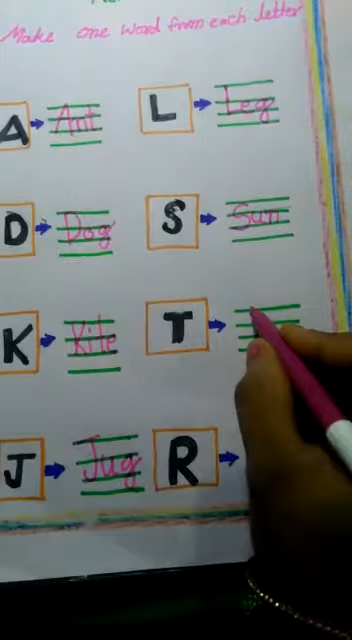 Make one word from each letter
A Ant
L Leg
D Dog
S Sun
K Kite
T
J Jug
R